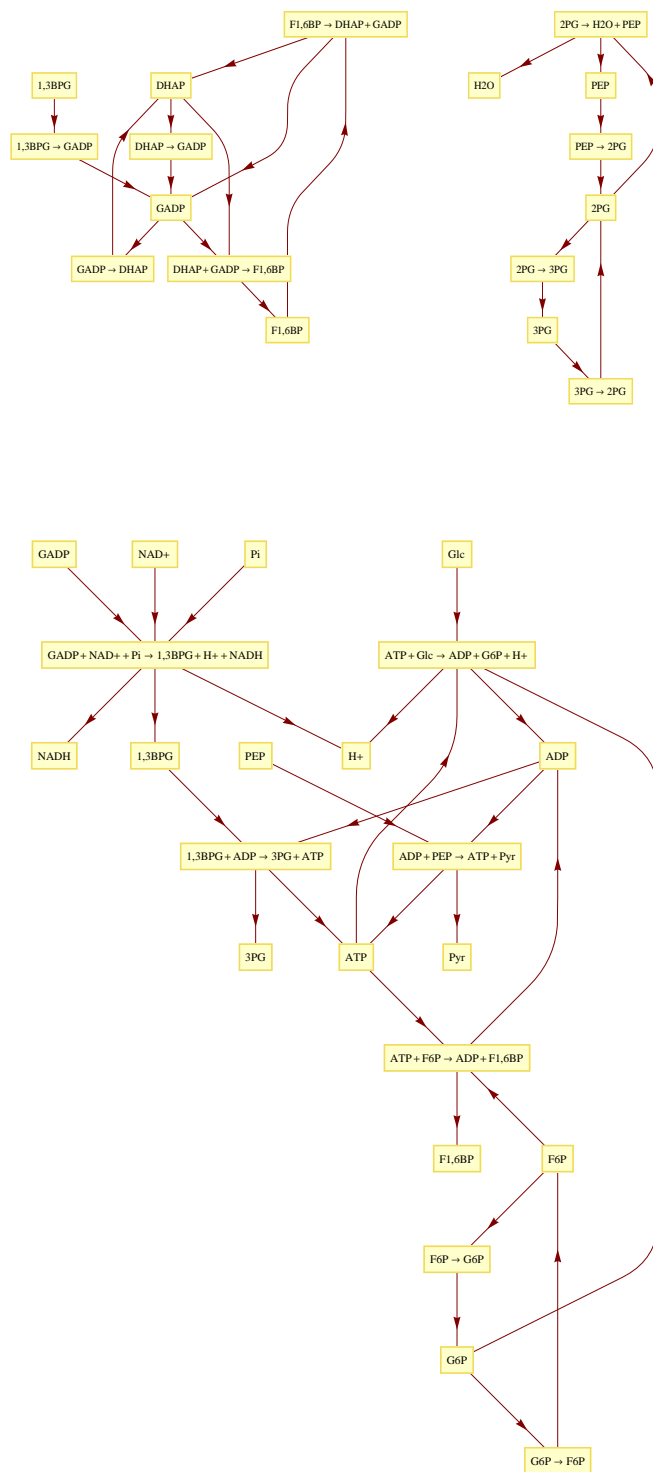 F1,6BP → DHAP + GADP
2PG → H2O + PEP
1,3BPG
DHAP
H2O
PEP
1,3BPG → GADP
DHAP → GADP
PEP → 2PG
GADP
2PG
GADP → DHAP
DHAP + GADP → F1,6BP
2PG → 3PG
F1,6BP
3PG
3PG → 2PG
GADP
NAD+
Pi
Glc
GADP + NAD+ + Pi → 1,3BPG + H+ + NADH
ATP + Glc → ADP + G6P + H+
NADH
1,3BPG
PEP
H+
ADP
1,3BPG + ADP → 3PG + ATP
ADP + PEP → ATP + Pyr
3PG
ATP
Pyr
ATP + F6P → ADP + F1,6BP
F1,6BP
F6P
F6P → G6P
G6P
G6P → F6P